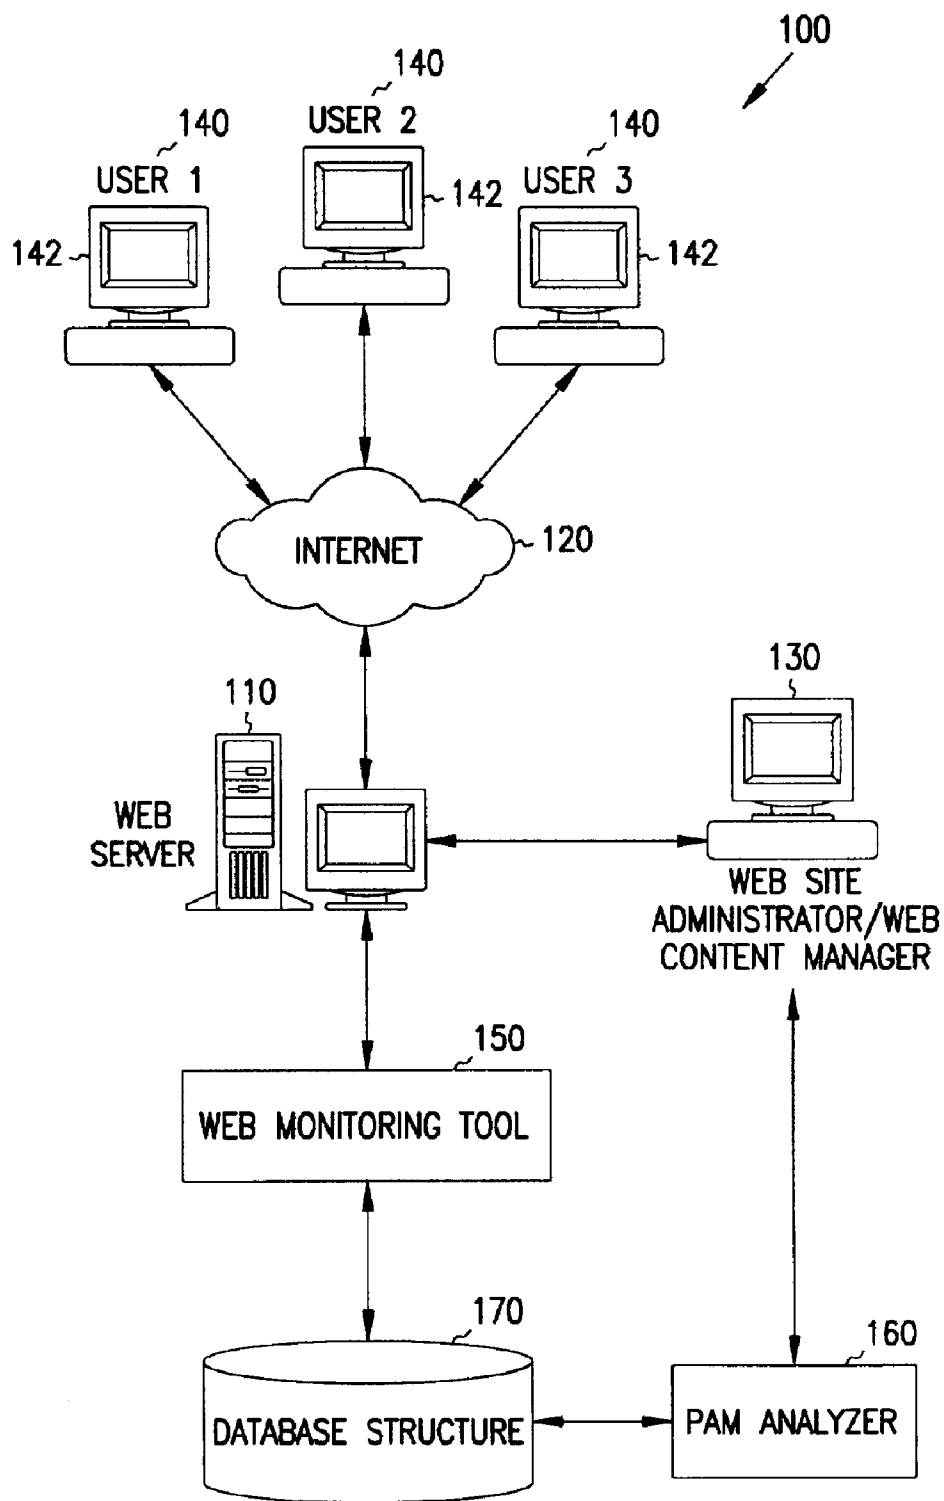 100
140
USER 2
140
USER 1
140
USER 3
142
142
142
INTERNET
120
110
WEB
SERVER
130
WEB SITE
ADMINISTRATOR/WEB
CONTENT MANAGER
150
WEB MONITORING TOOL
170
DATABASE STRUCTURE
160
PAM ANALYZER